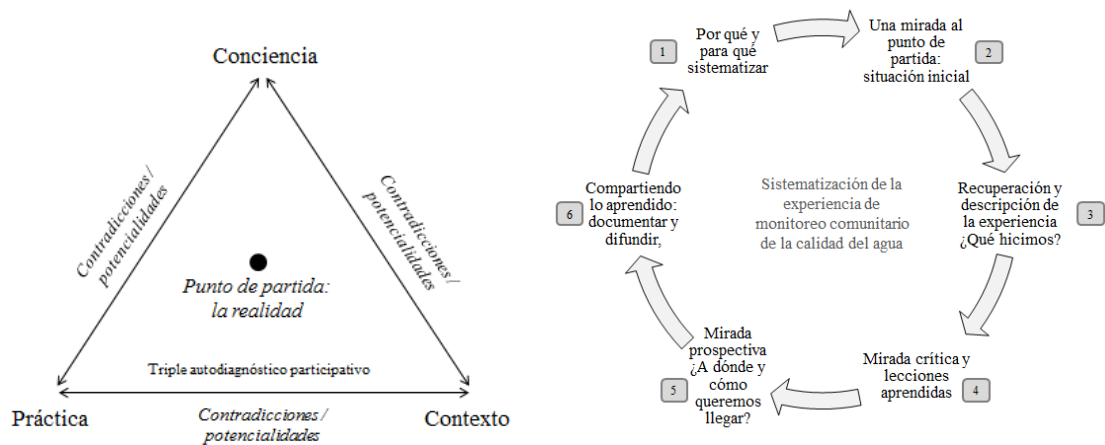 Conciencia
Contradicciones /
potencialidades
Contradicciones /
potencialidades
Punto de partida:
la realidad
Triple autodiagnóstico participativo
Práctica
Contexto
Contradicciones /
potencialidades
1
Por qué y
para qué
sistematizar
Una mirada al
punto de
partida:
situación inicial
2
Recuperación y
descripción de
la experiencia
¿Qué hicimos?
3
Mirada crítica y
lecciones
aprendidas
4
Mirada
prospectiva
¿A dónde y
cómo
queremos
llegar?
5
Compartiendo
lo aprendido:
documentar y
difundir,
6
Sistematización de la
experiencia de
monitoreo comunitario
de la calidad del agua